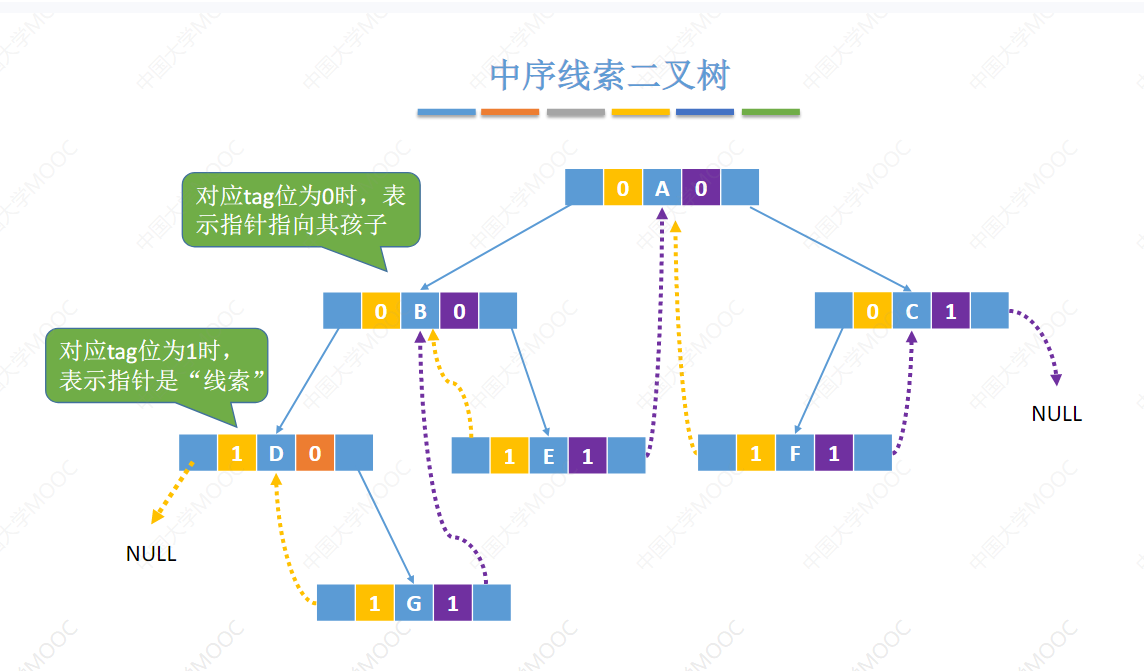 中序线索二叉树
0 A 0
对应tag位为0时，表
示指针指向其孩子
0 B 0
0 C 1
对应tag位为1时，
表示指针是“线索”
NULL
1 D 0
1 E 1
1 F 1
NULL
1 G 1
中国大学MOOC